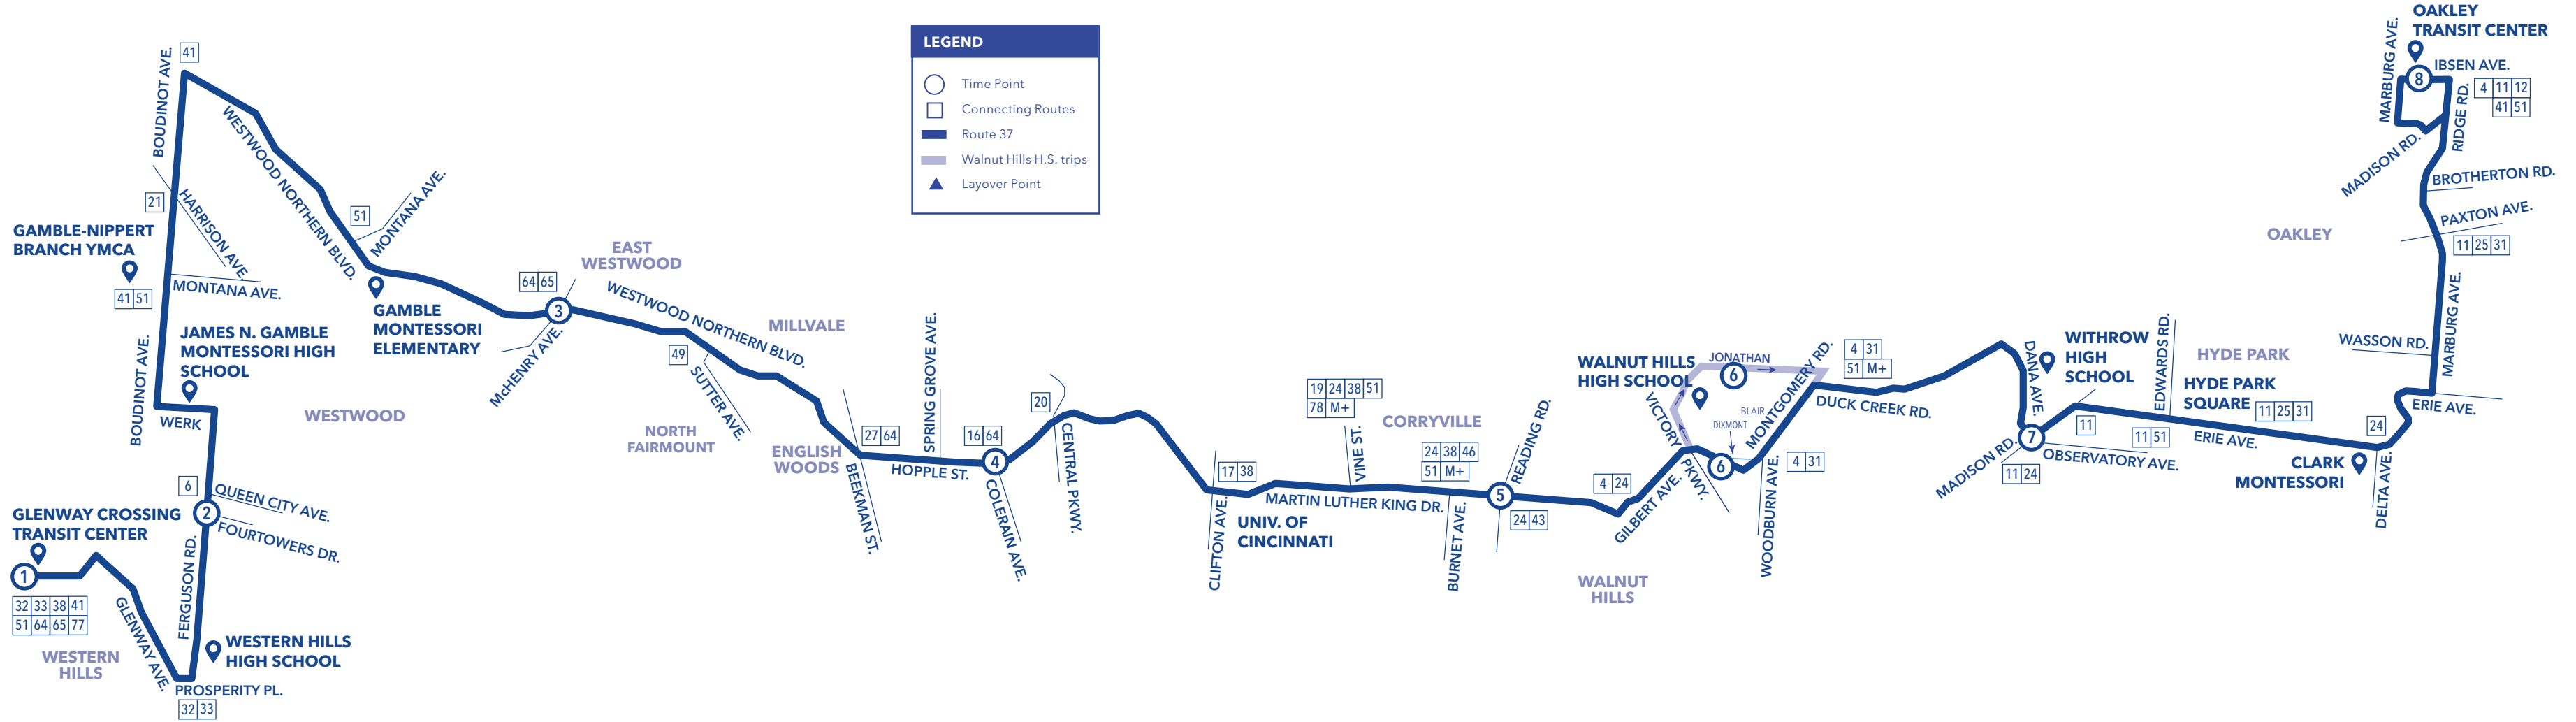 LEGEND
Time Point
Connecting Routes
Route 37
Walnut Hills H.S. trips
Layover Point
41
BOUDINOT AVE.
WESTWOOD NORTHERN BLVD.
21
HARRISON AVE.
GAMBLE-NIPPERT
BRANCH YMCA
41 51
MONTANA AVE.
51
MONTANA AVE.
GAMBLE
MONTESSORI
ELEMENTARY
JAMES N. GAMBLE
MONTESSORI HIGH
SCHOOL
BOUDINOT AVE.
WERK
WESTWOOD
6
QUEEN CITY AVE.
2
FOURTOWERS DR.
GLENWAY CROSSING
TRANSIT CENTER
1
32 33 38 41
51 64 65 77
WESTERN
HILLS
GLENWAY AVE.
FERGUSON RD.
WESTERN HILLS
HIGH SCHOOL
PROSPERITY PL.
32 33
64 65
3
McHENRY AVE.
EAST
WESTWOOD
WESTWOOD NORTHERN BLVD.
MILLVALE
49
SUTTER AVE.
NORTH
FAIRMOUNT
ENGLISH
WOODS
27 64
BEEKMAN ST.
SPRING GROVE AVE.
HOPPLE ST.
16 64
4
COLERAIN AVE.
20
CENTRAL PKWY.
17 38
CLIFTON AVE.
UNIV. OF
CINCINNATI
MARTIN LUTHER KING DR.
19 24 38 51
78 M+
VINE ST.
CORRYVILLE
24 38 46
51 M+
BURNET AVE.
5
READING RD.
24 43
4 24
GILBERT AVE.
WALNUT
HILLS
WALNUT HILLS
HIGH SCHOOL
JONATHAN
6
VICTORY
PKWY.
BLAIR
DIXMONT
6
MONTGOMERY RD.
WOODBURN AVE.
4 31
4 31
51 M+
DUCK CREEK RD.
DANA AVE.
WITHROW
HIGH
SCHOOL
7
MADISON RD.
11 24
OBSERVATORY AVE.
11
EDWARDS RD.
11 51
HYDE PARK
HYDE PARK
SQUARE
11 25 31
ERIE AVE.
24
CLARK
MONTESSORI
DELTA AVE.
ERIE AVE.
WASSON RD.
MARBURG AVE.
11 25 31
PAXTON AVE.
BROTHERTON RD.
OAKLEY
MADISON RD.
RIDGE RD.
MARBURG AVE.
OAKLEY
TRANSIT CENTER
8
IBSEN AVE.
4 11 12
41 51